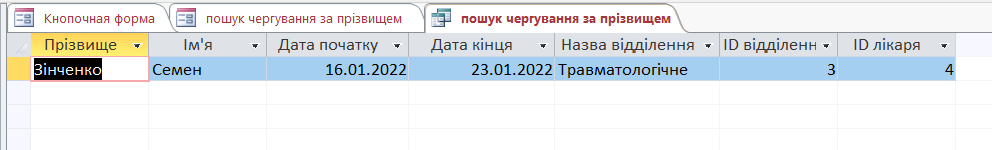 Кнопочная форма пошук чергування за прізвищем пошук чергування за прізвищем
Прізвище Ім'я Дата початку Дата кінця Назва відділення ID відділенн ID лікаря
Зінченко Семен 16.01.2022 23.01.2022 Травматологічне 3 4